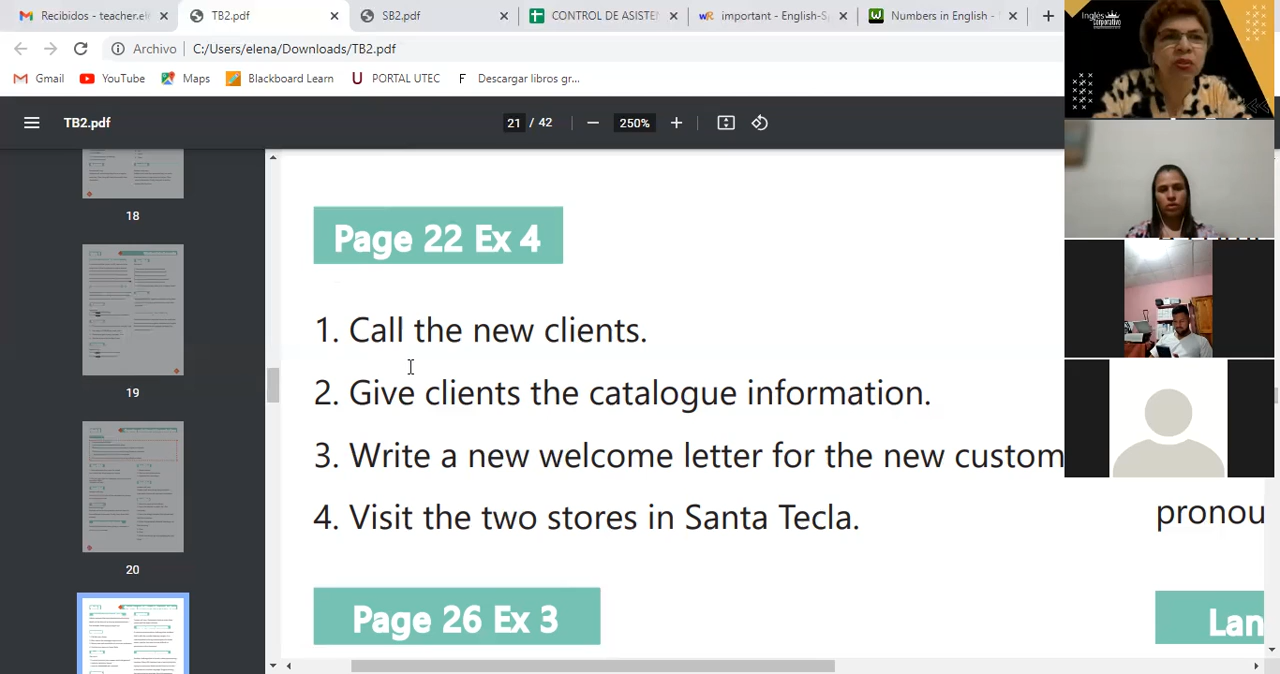 Recibidos - teacher.el
TB2.pdf
SB2.pdf
CONTROL DE ASISTE
important - English-S
Numbers in English -
Archivo
C:/Users/elena/Downloads/TB2.pdf
Gmail
YouTube
Maps
Blackboard Learn
PORTAL UTEC
Descargar libros gr...
TB2.pdf
21 / 42
250%
18
19
20
Page 22 Ex 4
1. Call the new clients.
2. Give clients the catalogue information.
3. Write a new welcome letter for the new custom
4. Visit the two stores in Santa Tecla.
pronou
Page 26 Ex 3
Lan
Inglés
corporativo